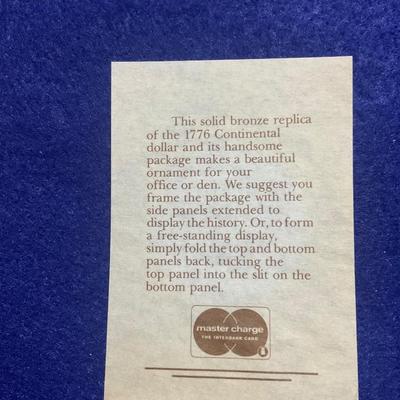 This solid bronze replica
of the 1776 Continental
dollar and its handsome
package makes a beautiful
ornament for your
office or den. We suggest you
frame the package with the
side panels extended to
display the history. Or, to form
a free-standing display,
simply fold the top and bottom
panels back, tucking the
top panel into the slit on the
bottom panel.
master charge
THE INTERBANK CARD